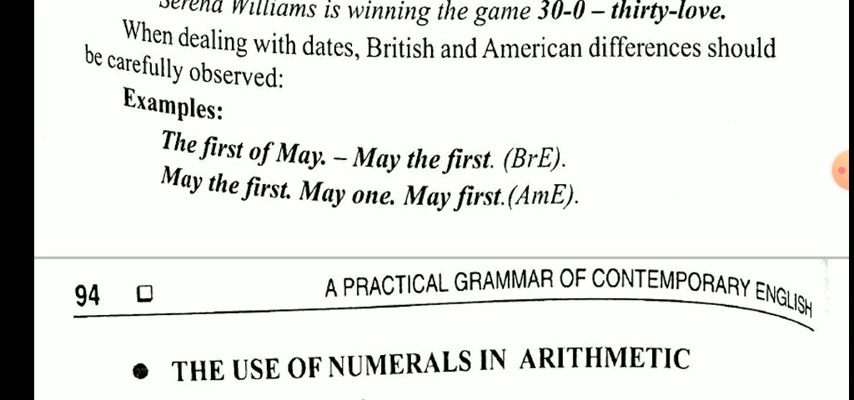 Serena Williams is winning the game 30-0 – thirty-love.
When dealing with dates, British and American differences should
be carefully observed:
Examples:
The first of May. – May the first. (BrE).
May the first. May one. May first.(AmE).
94 □ A PRACTICAL GRAMMAR OF CONTEMPORARY ENGLISH
● THE USE OF NUMERALS IN ARITHMETIC